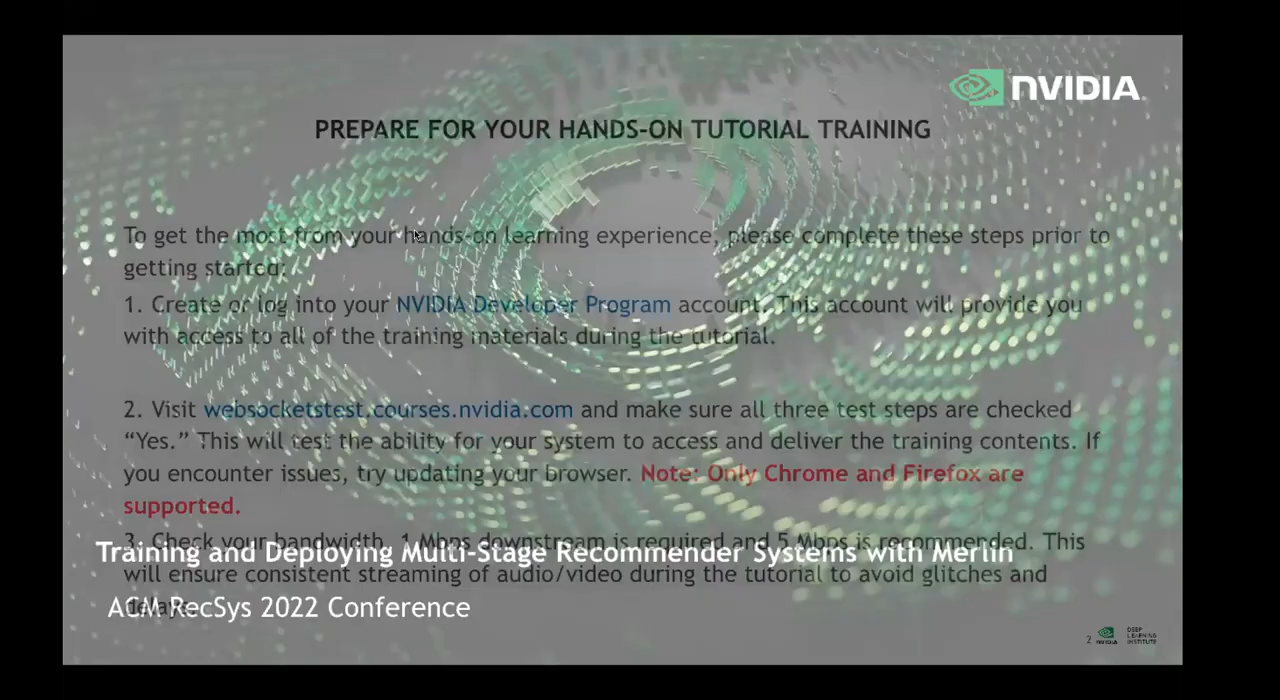 NVIDIA
PREPARE FOR YOUR HANDS-ON TUTORIAL TRAINING
To get the most from your hands-on learning experience, please complete these steps prior to
getting started:
1. Create or log into your NVIDIA Developer Program account. This account will provide you
with access to all of the training materials during the tutorial.
2. Visit websocketstest.courses.nvidia.com and make sure all three test steps are checked
“Yes.” This will test the ability for your system to access and deliver the training contents. If
you encounter issues, try updating your browser. Note: Only Chrome and Firefox are
supported.
3. Check your bandwidth. 1 Mbps downstream is required and 5 Mbps is recommended. This
Training and Deploying Multi-Stage Recommender Systems with Merlin
will ensure consistent streaming of audio/video during the tutorial to avoid glitches and
delays.
ACM RecSys 2022 Conference
2 NVIDIA DEEP
LEARNING
INSTITUTE